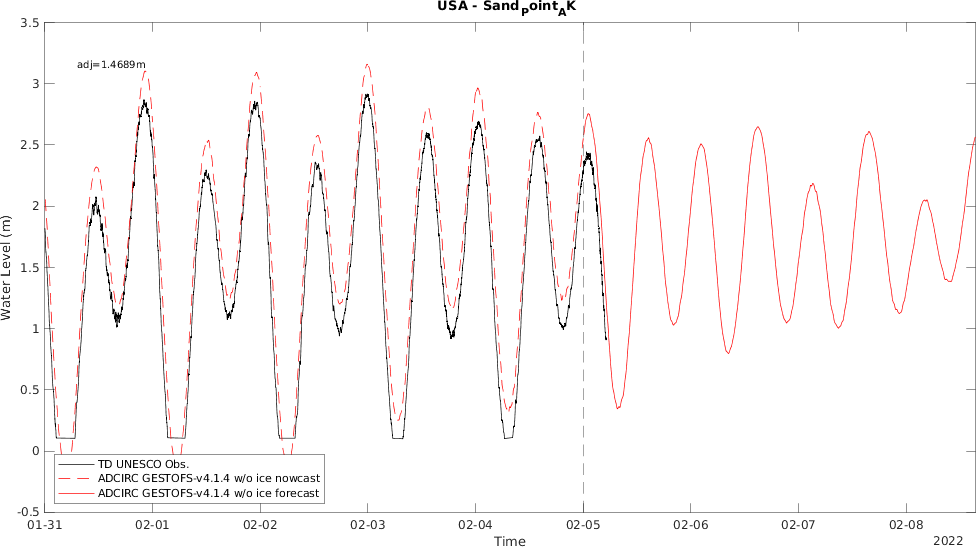 USA - Sand_Point_AK
adj=1.4689m
3.5
3
2.5
2
1.5
1
0.5
0
-0.5
Water Level (m)
TD UNESCO Obs.
ADCIRC GESTOFS-v4.1.4 w/o ice nowcast
ADCIRC GESTOFS-v4.1.4 w/o ice forecast
01-31 02-01 02-02 02-03 02-04 02-05 02-06 02-07 02-08
Time
2022